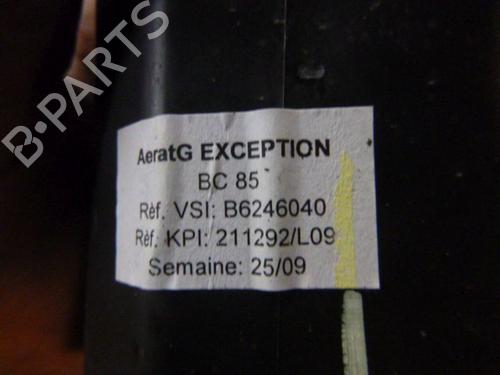 B-PARTS
AeratG EXCEPTION
BC 85
Réf. VSI: B6246040
Réf. KPI: 211292/L09
Semaine: 25/09